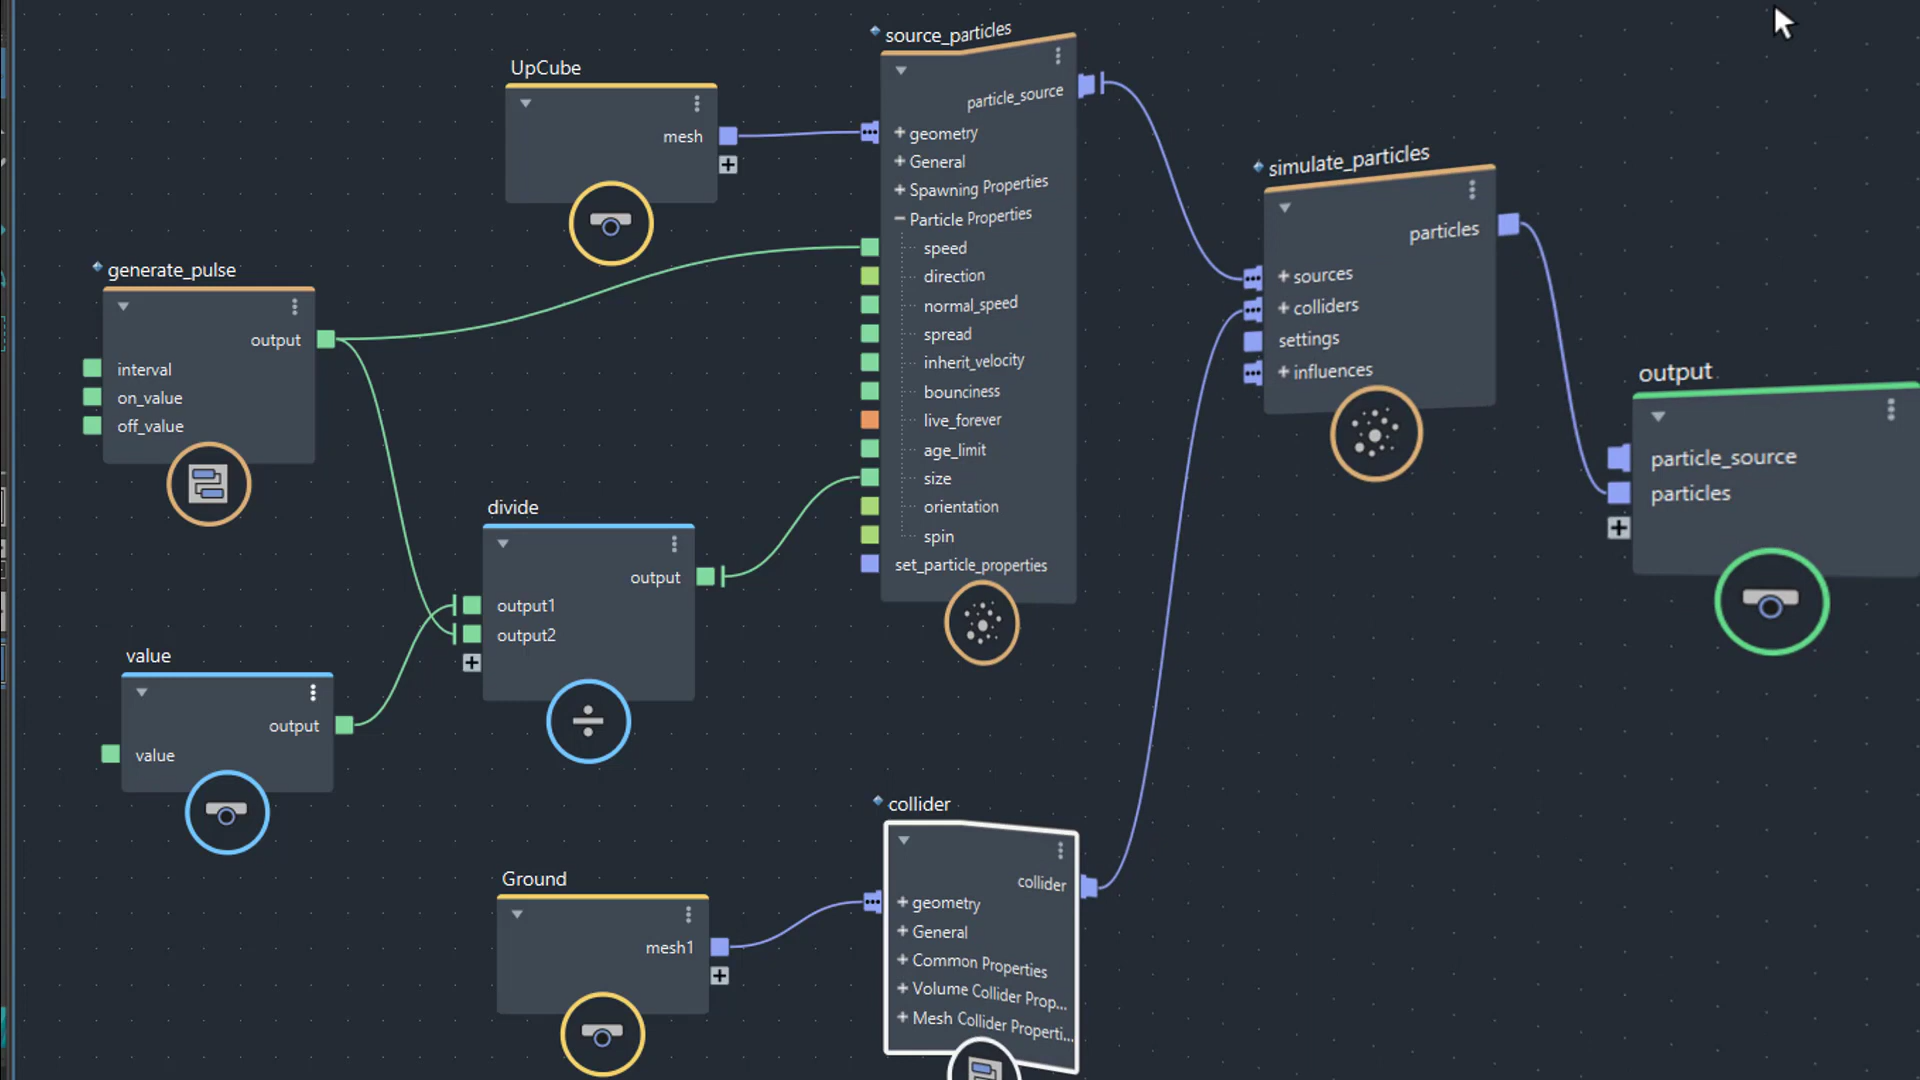 UpCube
mesh
source_particles
particle_source
geometry
General
Spawning Properties
Particle Properties
speed
direction
normal_speed
spread
inherit_velocity
bounciness
live_forever
age_limit
size
orientation
spin
set_particle_properties
simulate_particles
particles
sources
colliders
settings
influences
output
particle_source
particles
generate_pulse
output
interval
on_value
off_value
divide
output
output1
output2
value
output
value
Ground
mesh1
collider
collider
geometry
General
Common Properties
Volume Collider Prop...
Mesh Collider Properti...